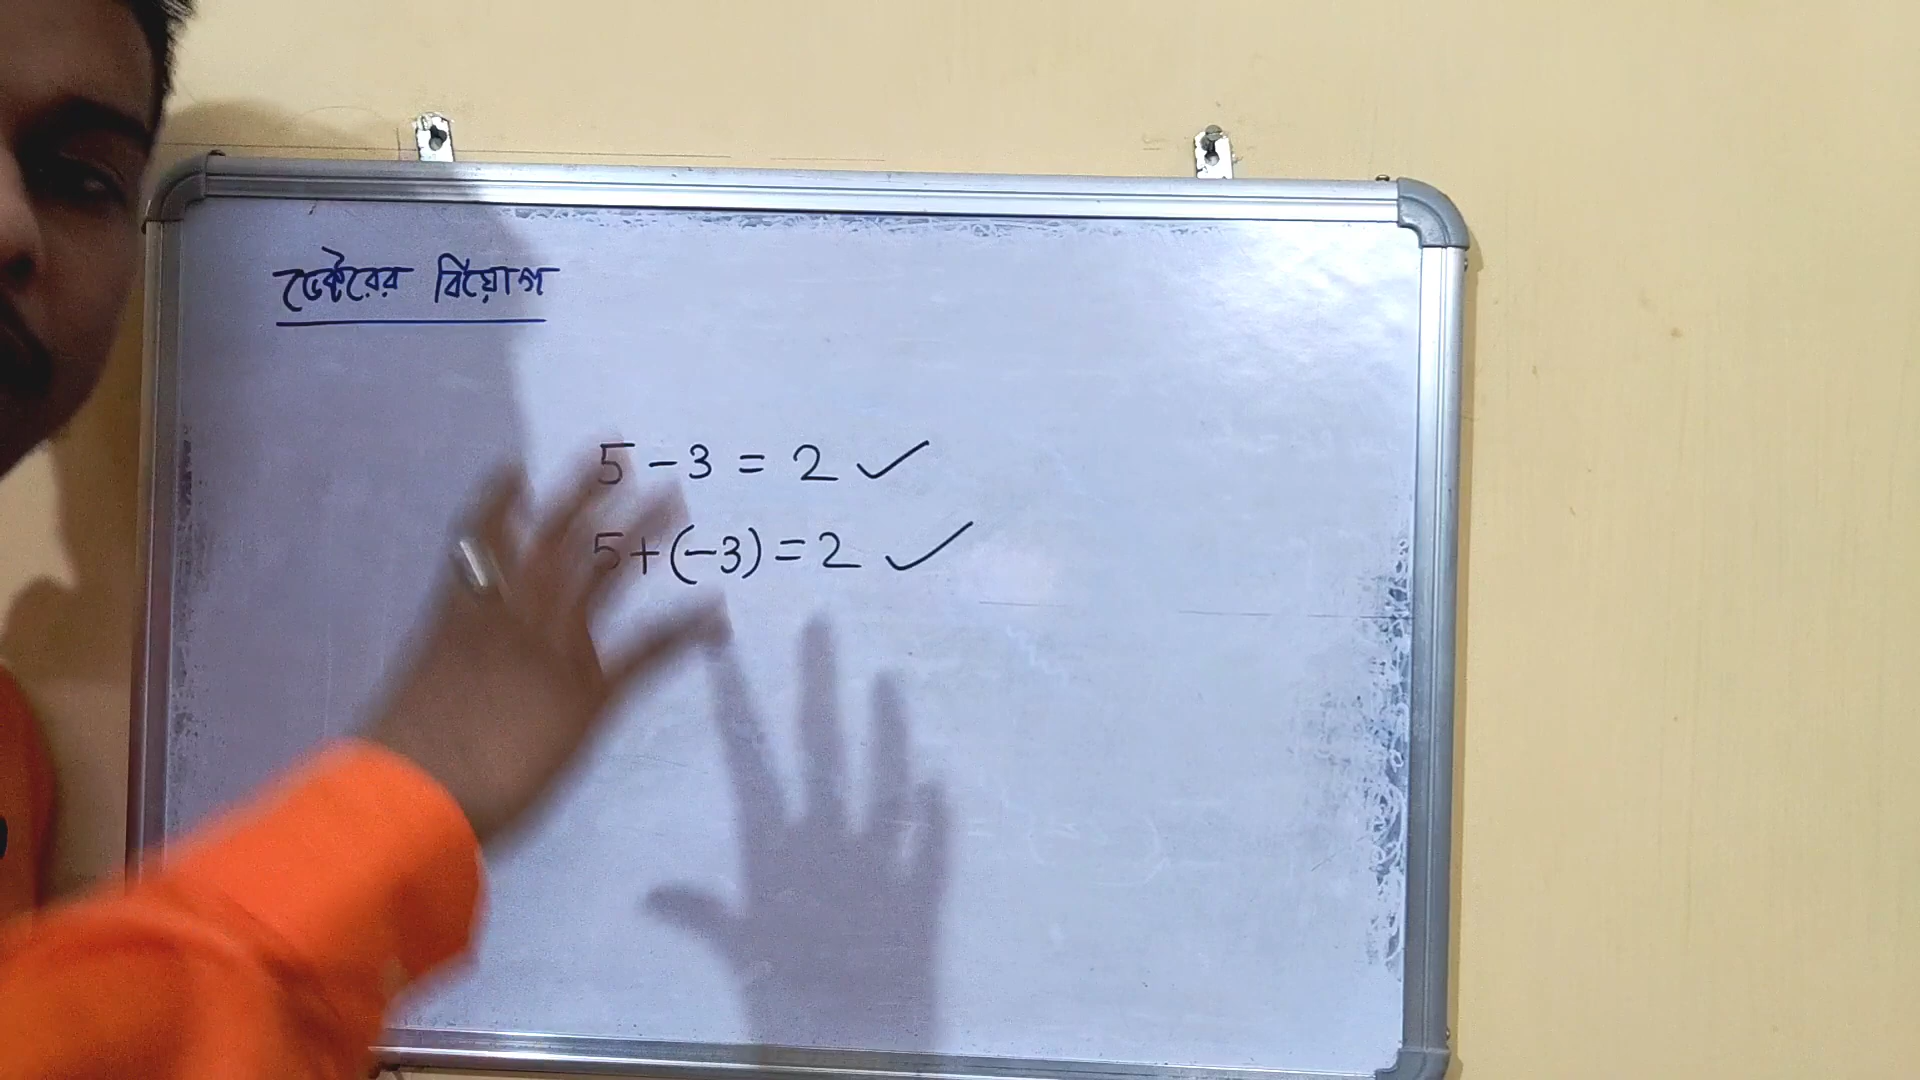 ভেক্টরের বিয়োগ
5 - 3 = 2 ✓
5 + (-3) = 2 ✓